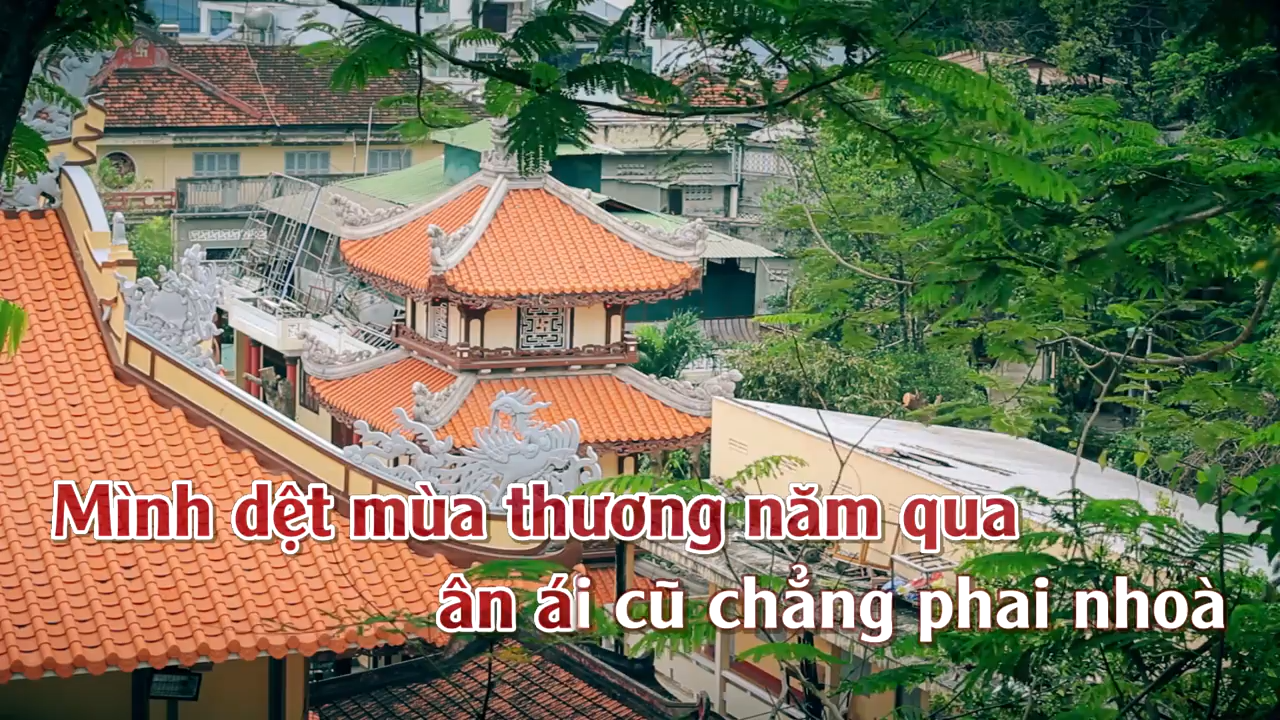 Mình dệt mùa thương năm qua
ân ái cũ chẳng phai nhoà